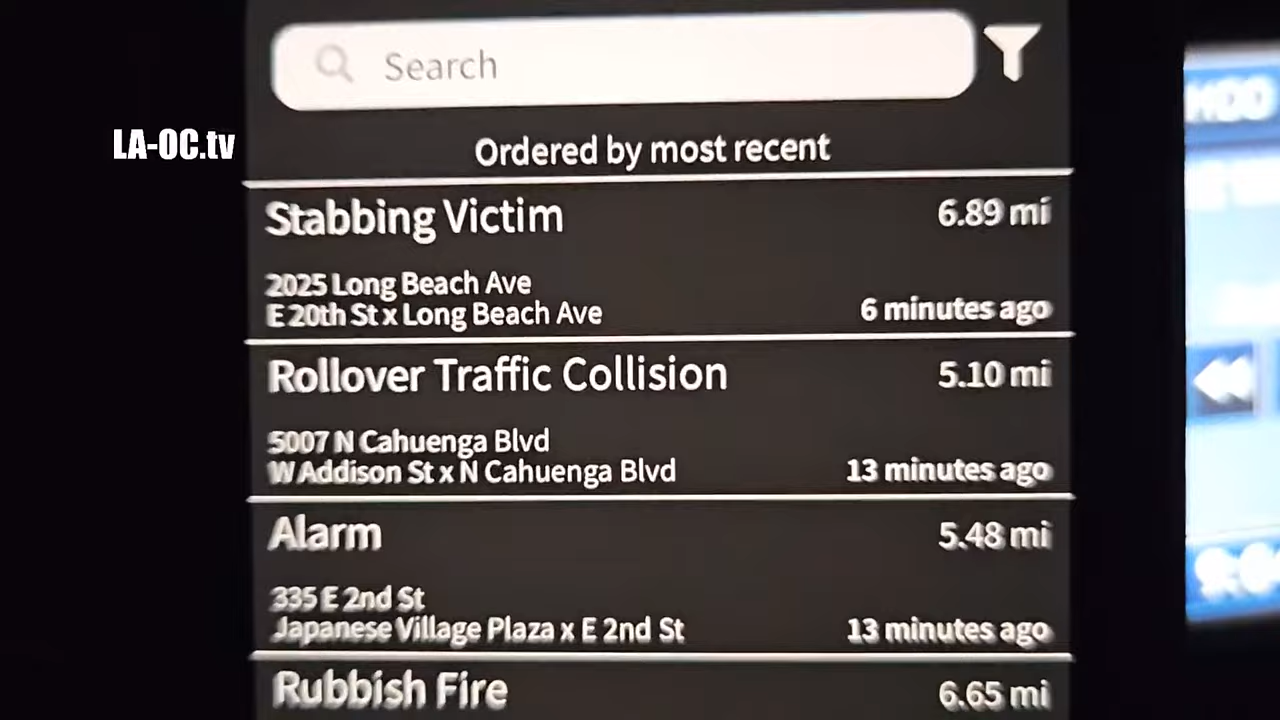 Search
LA-OC.tv
Ordered by most recent
Stabbing Victim 6.89 mi
2025 Long Beach Ave
E 20th St x Long Beach Ave 6 minutes ago
Rollover Traffic Collision 5.10 mi
5007 N Cahuenga Blvd
W Addison St x N Cahuenga Blvd 13 minutes ago
Alarm 5.48 mi
335 E 2nd St
Japanese Village Plaza x E 2nd St 13 minutes ago
Rubbish Fire 6.65 mi